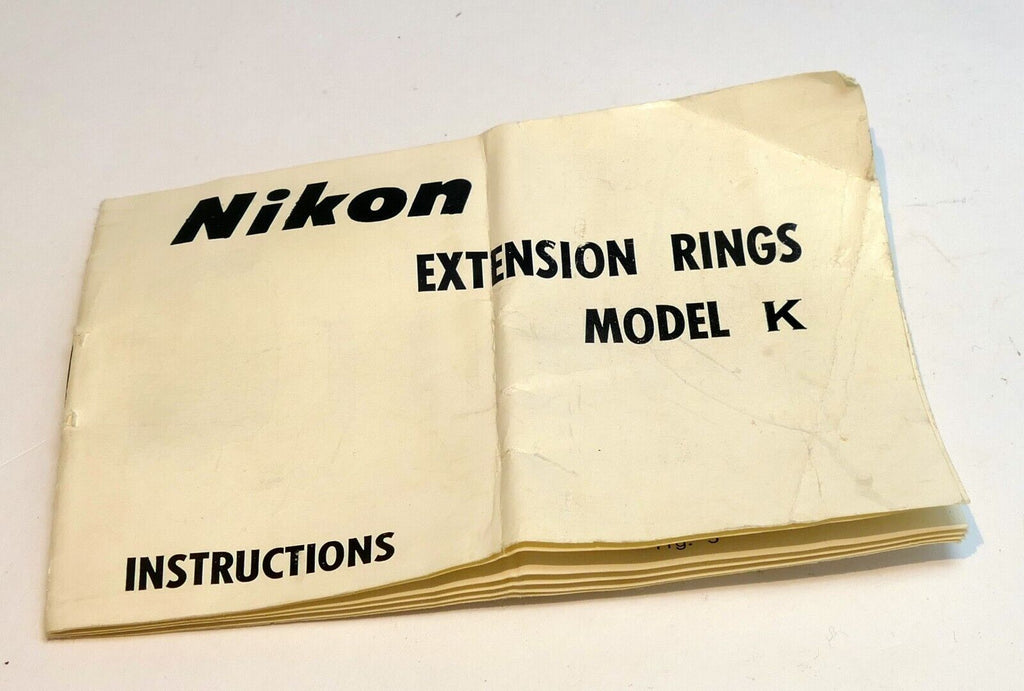 Nikon
EXTENSION RINGS
MODEL K
INSTRUCTIONS